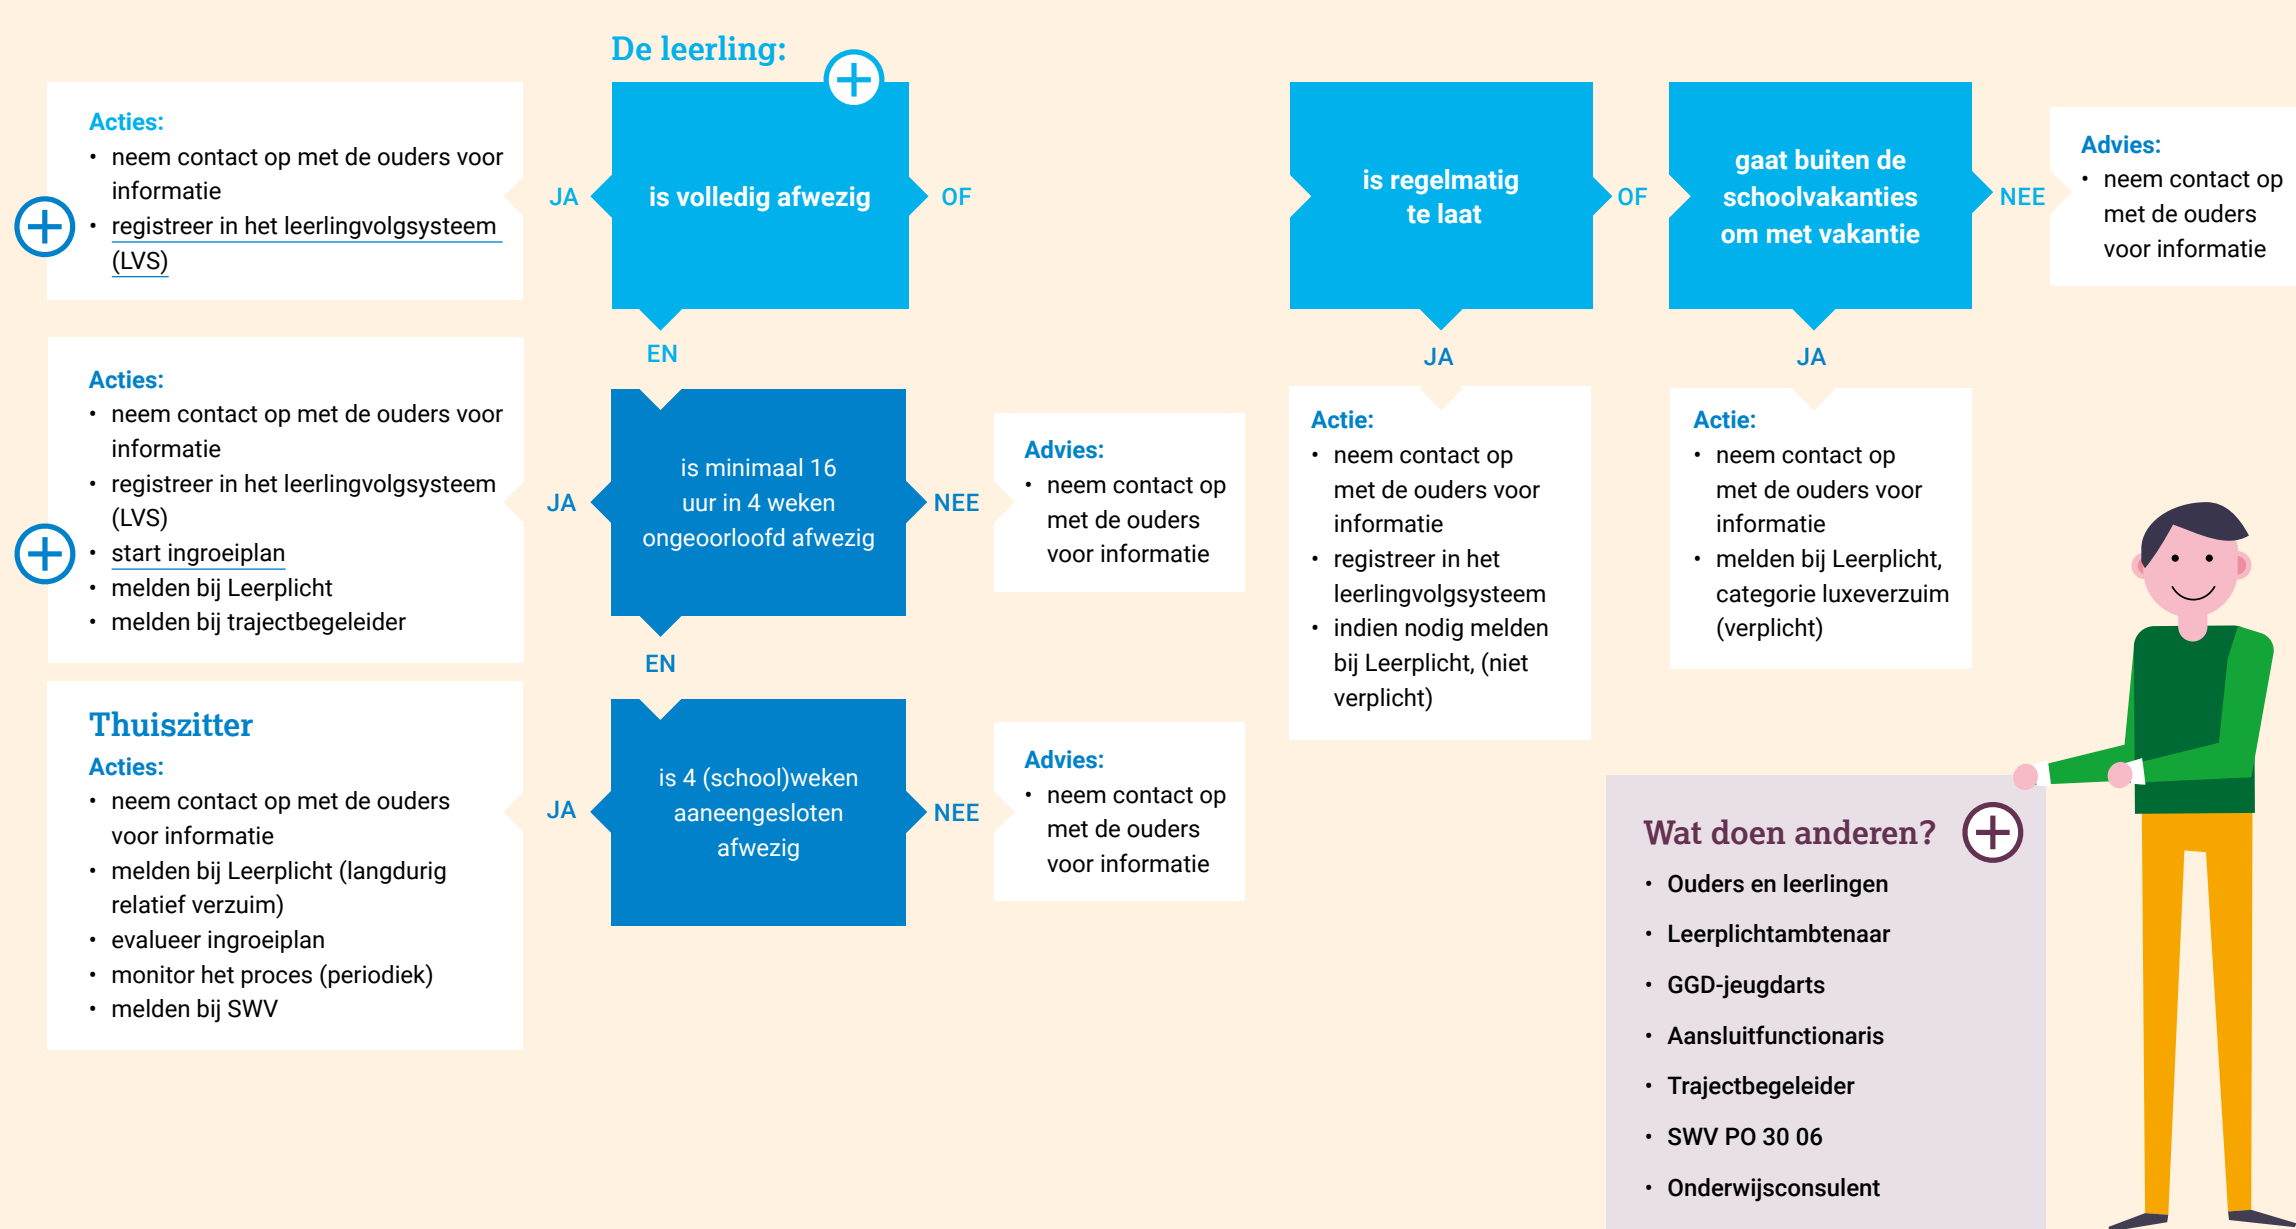 De leerling:
Acties:
• neem contact op met de ouders voor
informatie
• registreer in het leerlingvolgsysteem
(LVS)
JA
is volledig afwezig
OF
is regelmatig
te laat
OF
gaat buiten de
schoolvakanties
om met vakantie
NEE
Advies:
• neem contact op
met de ouders
voor informatie
EN
JA
JA
Acties:
• neem contact op met de ouders voor
informatie
• registreer in het leerlingvolgsysteem
(LVS)
• start ingroeiplan
• melden bij Leerplicht
• melden bij trajectbegeleider
JA
is minimaal 16
uur in 4 weken
ongeoorloofd afwezig
NEE
Advies:
• neem contact op
met de ouders
voor informatie
Actie:
• neem contact op
met de ouders voor
informatie
• registreer in het
leerlingvolgsysteem
• indien nodig melden
bij Leerplicht, (niet
verplicht)
Actie:
• neem contact op
met de ouders voor
informatie
• melden bij Leerplicht,
categorie luxeverzuim
(verplicht)
EN
Thuiszitter
Acties:
• neem contact op met de ouders
voor informatie
• melden bij Leerplicht (langdurig
relatief verzuim)
• evalueer ingroeiplan
• monitor het proces (periodiek)
• melden bij SWV
JA
is 4 (school)weken
aaneengesloten
afwezig
NEE
Advies:
• neem contact op
met de ouders
voor informatie
Wat doen anderen?
• Ouders en leerlingen
• Leerplichtambtenaar
• GGD-jeugdarts
• Aansluitfunctionaris
• Trajectbegeleider
• SWV PO 30 06
• Onderwijsconsulent